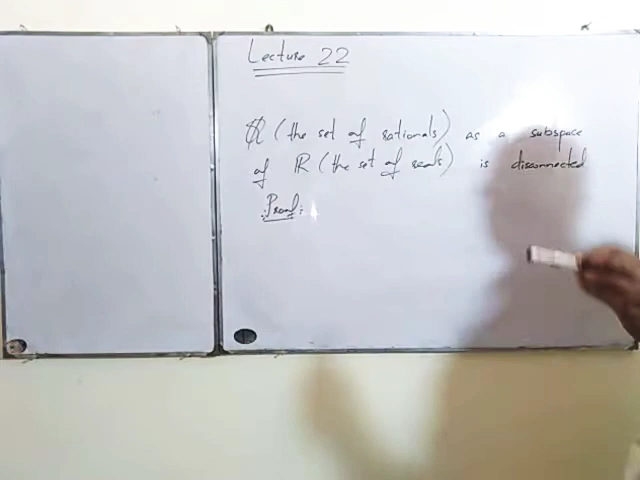 Lecture 22
Q (the set of rationals) as a subspace
of R (the set of reals) is disconnected
Proof: